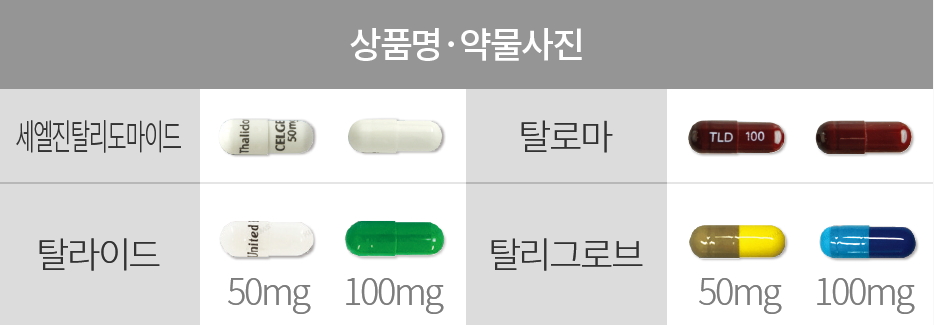 상품명·약물사진
세엘진탈리도마이드
Thalido
CELGE
50m
탈로마
TLD 100
탈라이드
United
50mg 100mg
탈리그로브
50mg 100mg